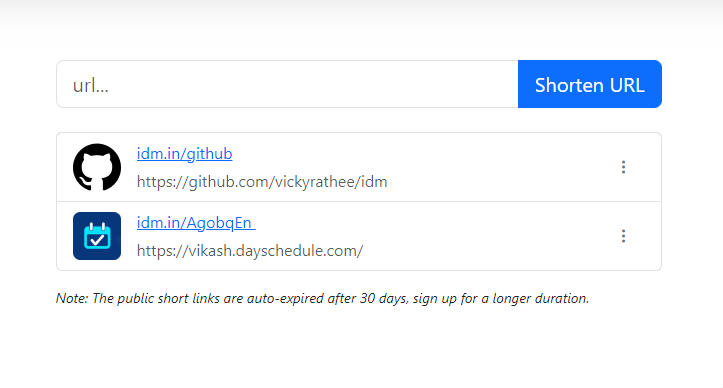 url...
Shorten URL
idm.in/github
https://github.com/vickyrathee/idm
idm.in/AgobqEn
https://vikash.dayschedule.com/
Note: The public short links are auto-expired after 30 days, sign up for a longer duration.